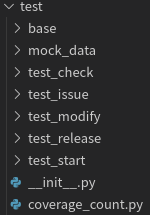 test
base
mock_data
test_check
test_issue
test_modify
test_release
test_start
__init__.py
coverage_count.py